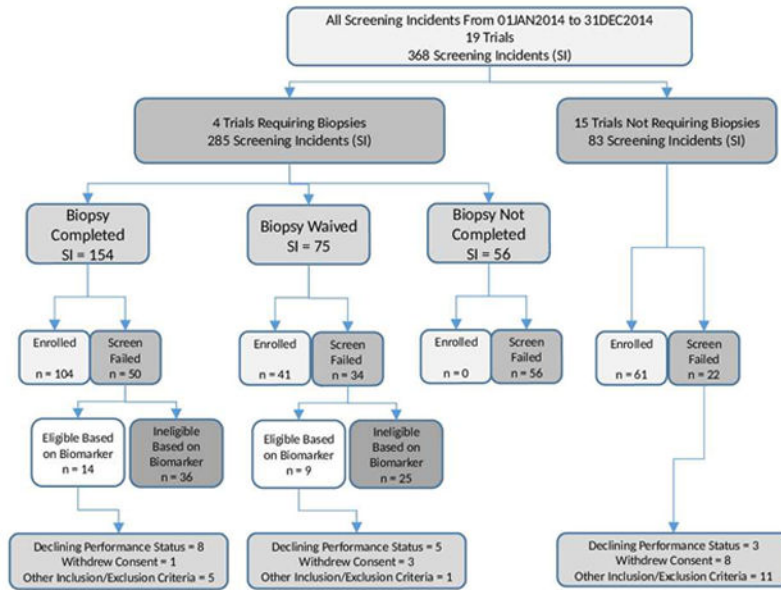 All Screening Incidents From 01JAN2014 to 31DEC2014
19 Trials
368 Screening Incidents (SI)
4 Trials Requiring Biopsies
285 Screening Incidents (SI)
15 Trials Not Requiring Biopsies
83 Screening Incidents (SI)
Biopsy
Completed
SI = 154
Biopsy Waived
SI = 75
Biopsy Not
Completed
SI = 56
Enrolled
n = 104
Screen
Failed
n = 50
Enrolled
n = 41
Screen
Failed
n = 34
Enrolled
n = 0
Screen
Failed
n = 56
Enrolled
n = 61
Screen
Failed
n = 22
Eligible Based
on Biomarker
n = 14
Ineligible
Based on
Biomarker
n = 36
Eligible Based
on Biomarker
n = 9
Ineligible
Based on
Biomarker
n = 25
Declining Performance Status = 8
Withdrew Consent = 1
Other Inclusion/Exclusion Criteria = 5
Declining Performance Status = 5
Withdrew Consent = 3
Other Inclusion/Exclusion Criteria = 1
Declining Performance Status = 3
Withdrew Consent = 8
Other Inclusion/Exclusion Criteria = 11